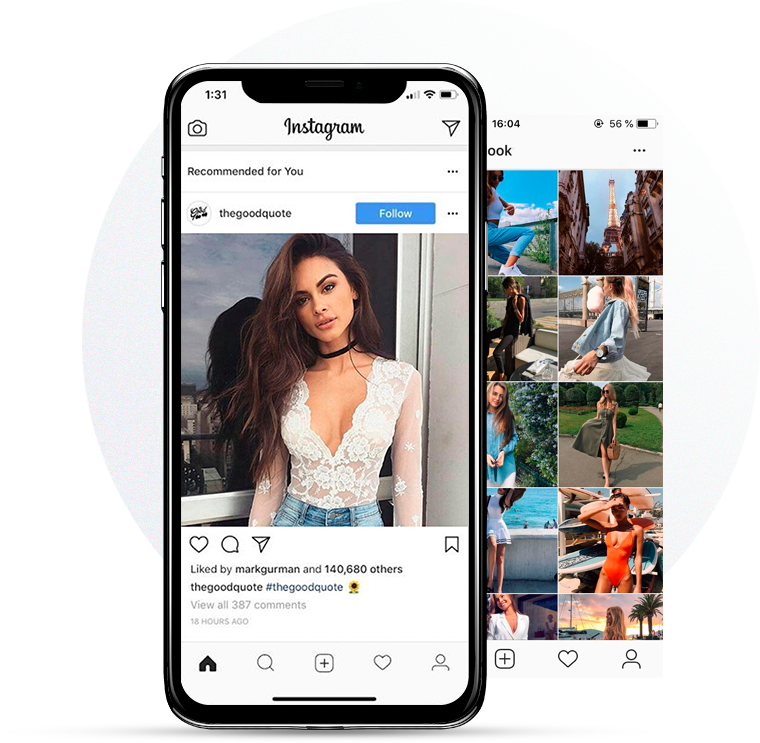 1:31
Instagram
Recommended for You
thegoodquote
Follow
Liked by markgurman and 140,680 others
thegoodquote #thegoodquote 🌻
View all 387 comments
18 HOURS AGO
16:04
56 %
ook